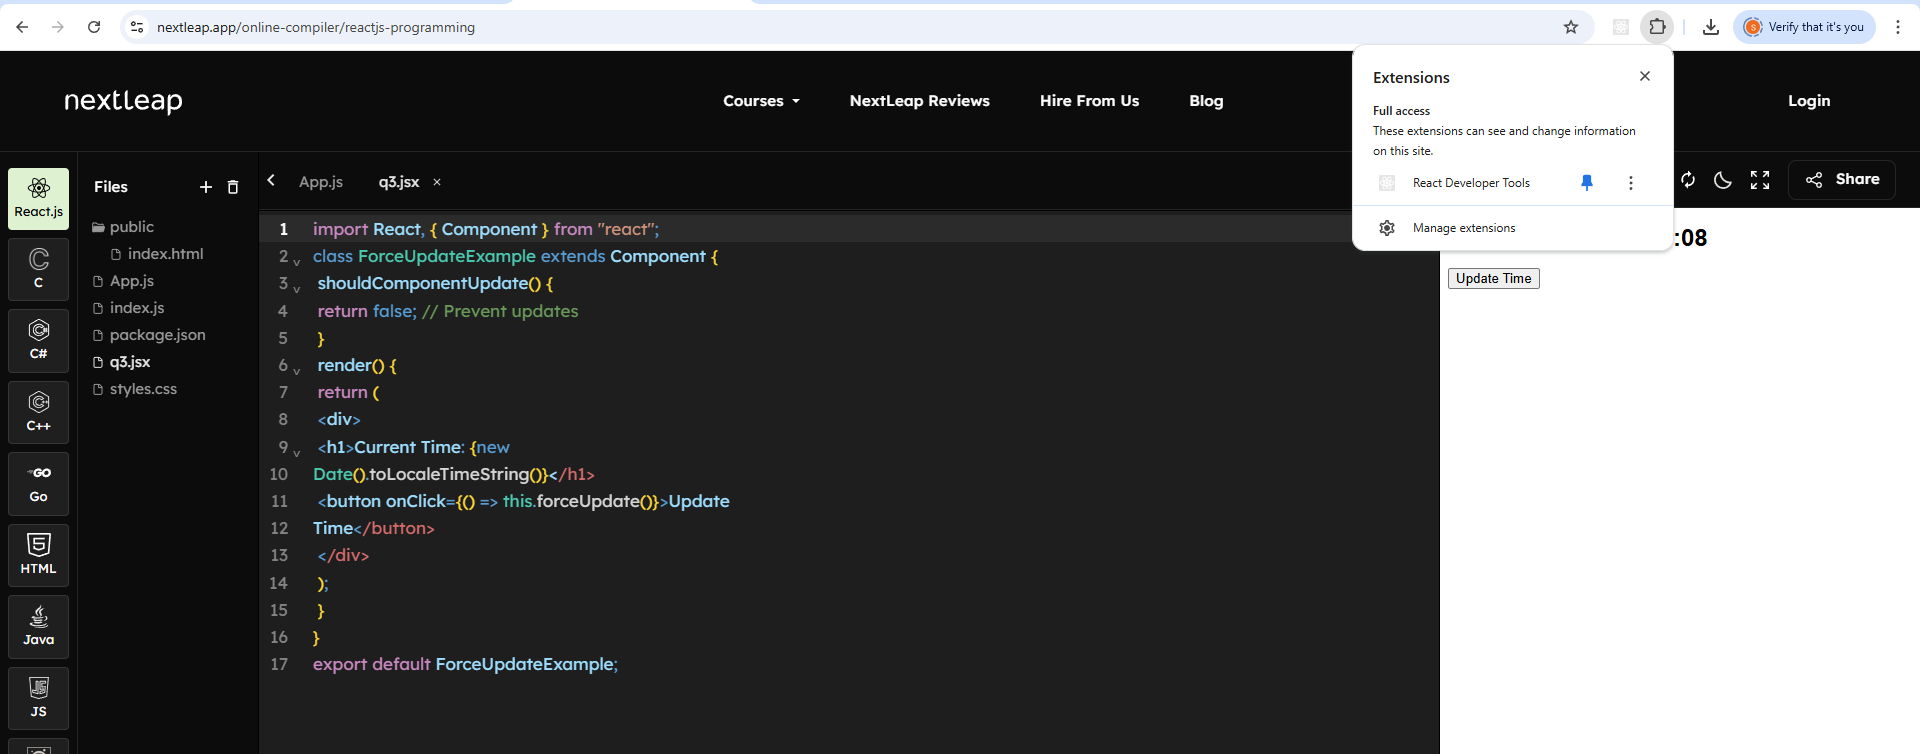 nextleap.app/online-compiler/reactjs-programming
Verify that it's you
nextleap
Courses
NextLeap Reviews
Hire From Us
Blog
Login
Extensions
Full access
These extensions can see and change information
on this site.
React Developer Tools
Manage extensions
React.js
C
C#
C++
GO
Go
HTML
Java
JS
JS
Files
public
index.html
App.js
index.js
package.json
q3.jsx
styles.css
App.js
q3.jsx
Share
1 import React, { Component } from "react";
2 class ForceUpdateExample extends Component {
3 shouldComponentUpdate() {
4 return false; // Prevent updates
5 }
6 render() {
7 return (
8 <div>
9 <h1>Current Time: {new
10 Date().toLocaleTimeString()}</h1>
11 <button onClick={() => this.forceUpdate()}>Update
12 Time</button>
13 </div>
14 );
15 }
16 }
17 export default ForceUpdateExample;
:08
Update Time